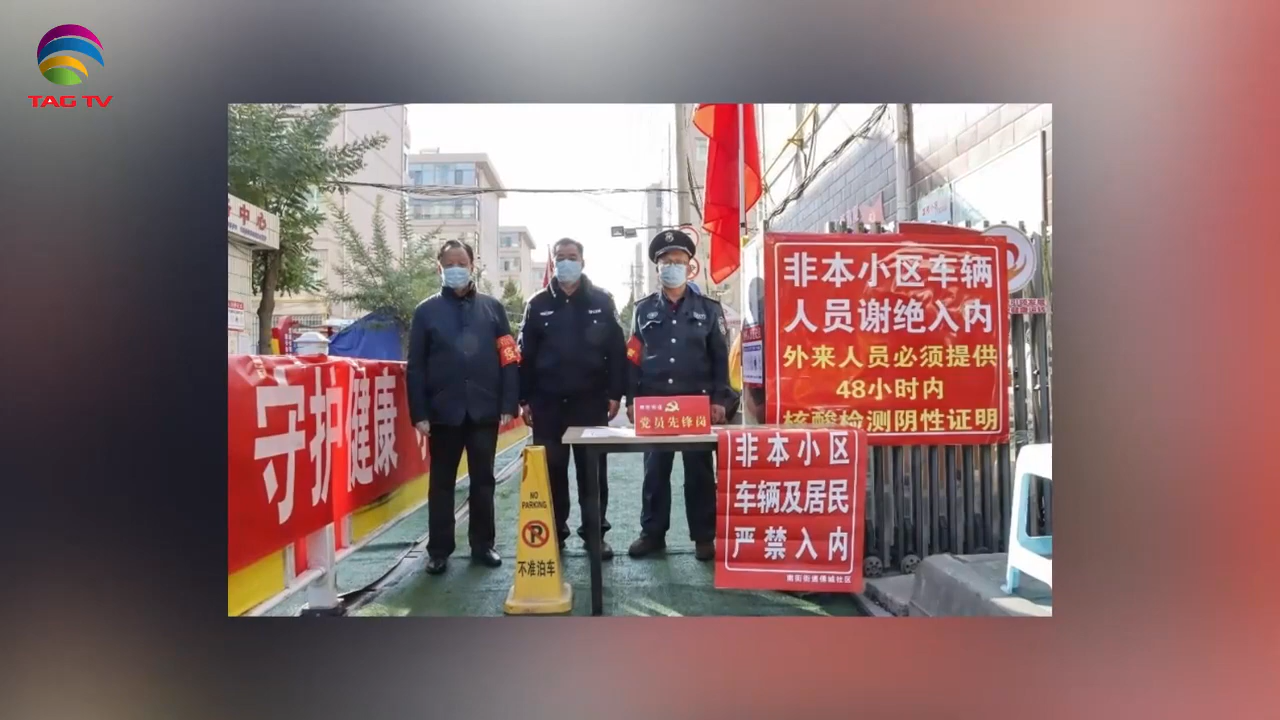 TAG TV
中心
非本小区车辆
人员谢绝入内
外来人员必须提供
48小时内
核酸检测阴性证明
守护健康
党员先锋岗
非本小区
车辆及居民
严禁入内
NO
PARKING
不准泊车